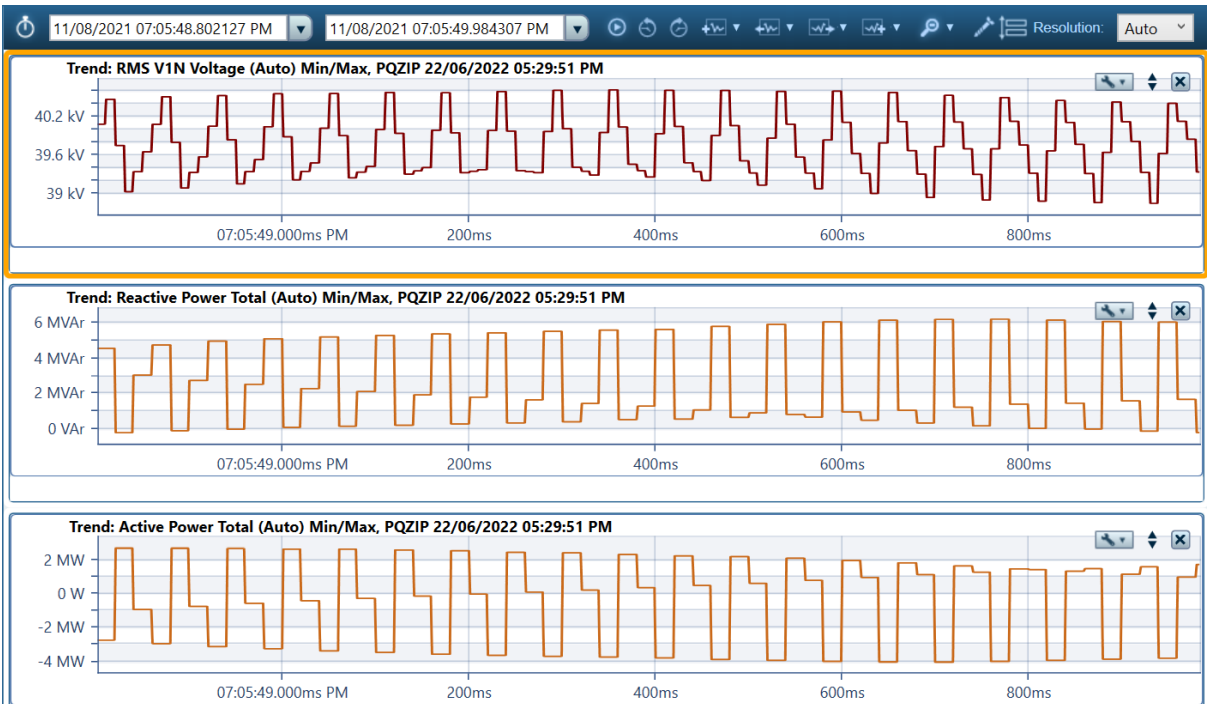 11/08/2021 07:05:48.802127 PM 11/08/2021 07:05:49.984307 PM Resolution: Auto
Trend: RMS V1N Voltage (Auto) Min/Max, PQZIP 22/06/2022 05:29:51 PM
40.2 kV
39.6 kV
39 kV
07:05:49.000ms PM 200ms 400ms 600ms 800ms
Trend: Reactive Power Total (Auto) Min/Max, PQZIP 22/06/2022 05:29:51 PM
6 MVAr
4 MVAr
2 MVAr
0 VAr
07:05:49.000ms PM 200ms 400ms 600ms 800ms
Trend: Active Power Total (Auto) Min/Max, PQZIP 22/06/2022 05:29:51 PM
2 MW
0 W
-2 MW
-4 MW
07:05:49.000ms PM 200ms 400ms 600ms 800ms